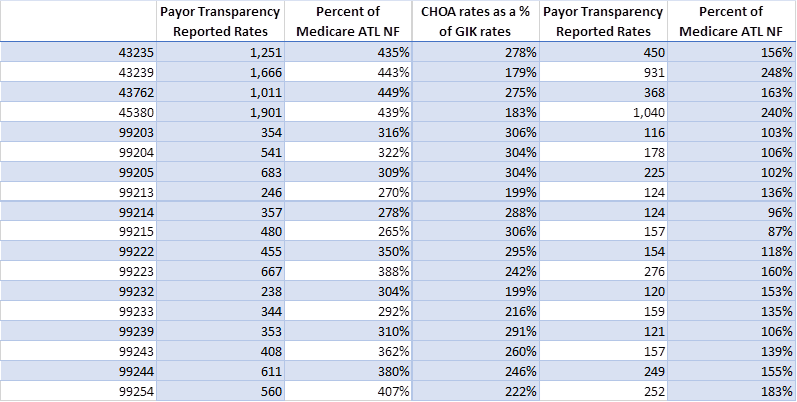 Payor Transparency Percent of CHOA rates as a % Payor Transparency Percent of
Reported Rates Medicare ATL NF of GIK rates Reported Rates Medicare ATL NF
43235 1,251 435% 278% 450 156%
43239 1,666 443% 179% 931 248%
43762 1,011 449% 275% 368 163%
45380 1,901 439% 183% 1,040 240%
99203 354 316% 306% 116 103%
99204 541 322% 304% 178 106%
99205 683 309% 304% 225 102%
99213 246 270% 199% 124 136%
99214 357 278% 288% 124 96%
99215 480 265% 306% 157 87%
99222 455 350% 295% 154 118%
99223 667 388% 242% 276 160%
99232 238 304% 199% 120 153%
99233 344 292% 216% 159 135%
99239 353 310% 291% 121 106%
99243 408 362% 260% 157 139%
99244 611 380% 246% 249 155%
99254 560 407% 222% 252 183%